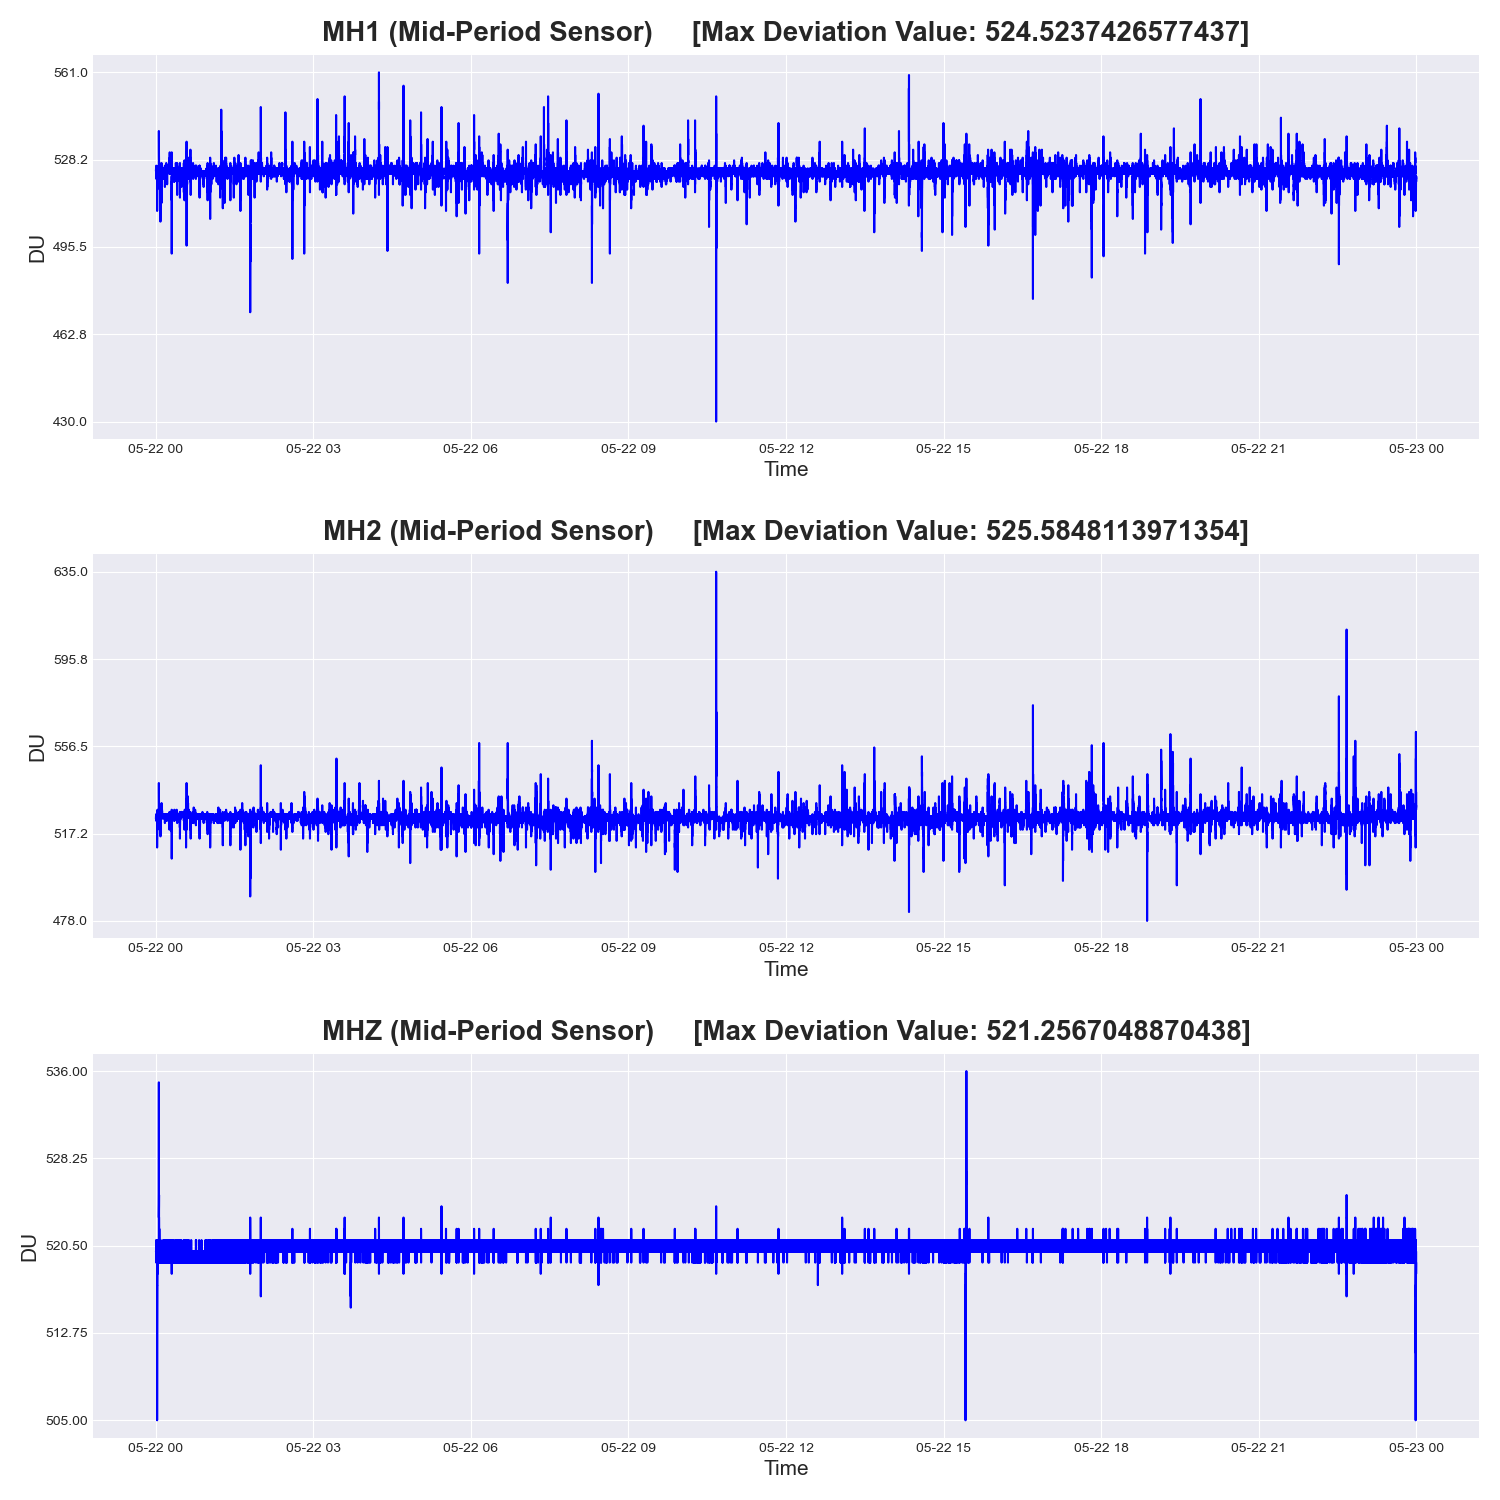 MH1 (Mid-Period Sensor) [Max Deviation Value: 524.5237426577437]
561.0
528.2
495.5
462.8
430.0
DU
05-22 00 05-22 03 05-22 06 05-22 09 05-22 12 05-22 15 05-22 18 05-22 21 05-23 00
Time
MH2 (Mid-Period Sensor) [Max Deviation Value: 525.5848113971354]
635.0
595.8
556.5
517.2
478.0
DU
05-22 00 05-22 03 05-22 06 05-22 09 05-22 12 05-22 15 05-22 18 05-22 21 05-23 00
Time
MHZ (Mid-Period Sensor) [Max Deviation Value: 521.2567048870438]
536.00
528.25
520.50
512.75
505.00
DU
05-22 00 05-22 03 05-22 06 05-22 09 05-22 12 05-22 15 05-22 18 05-22 21 05-23 00
Time